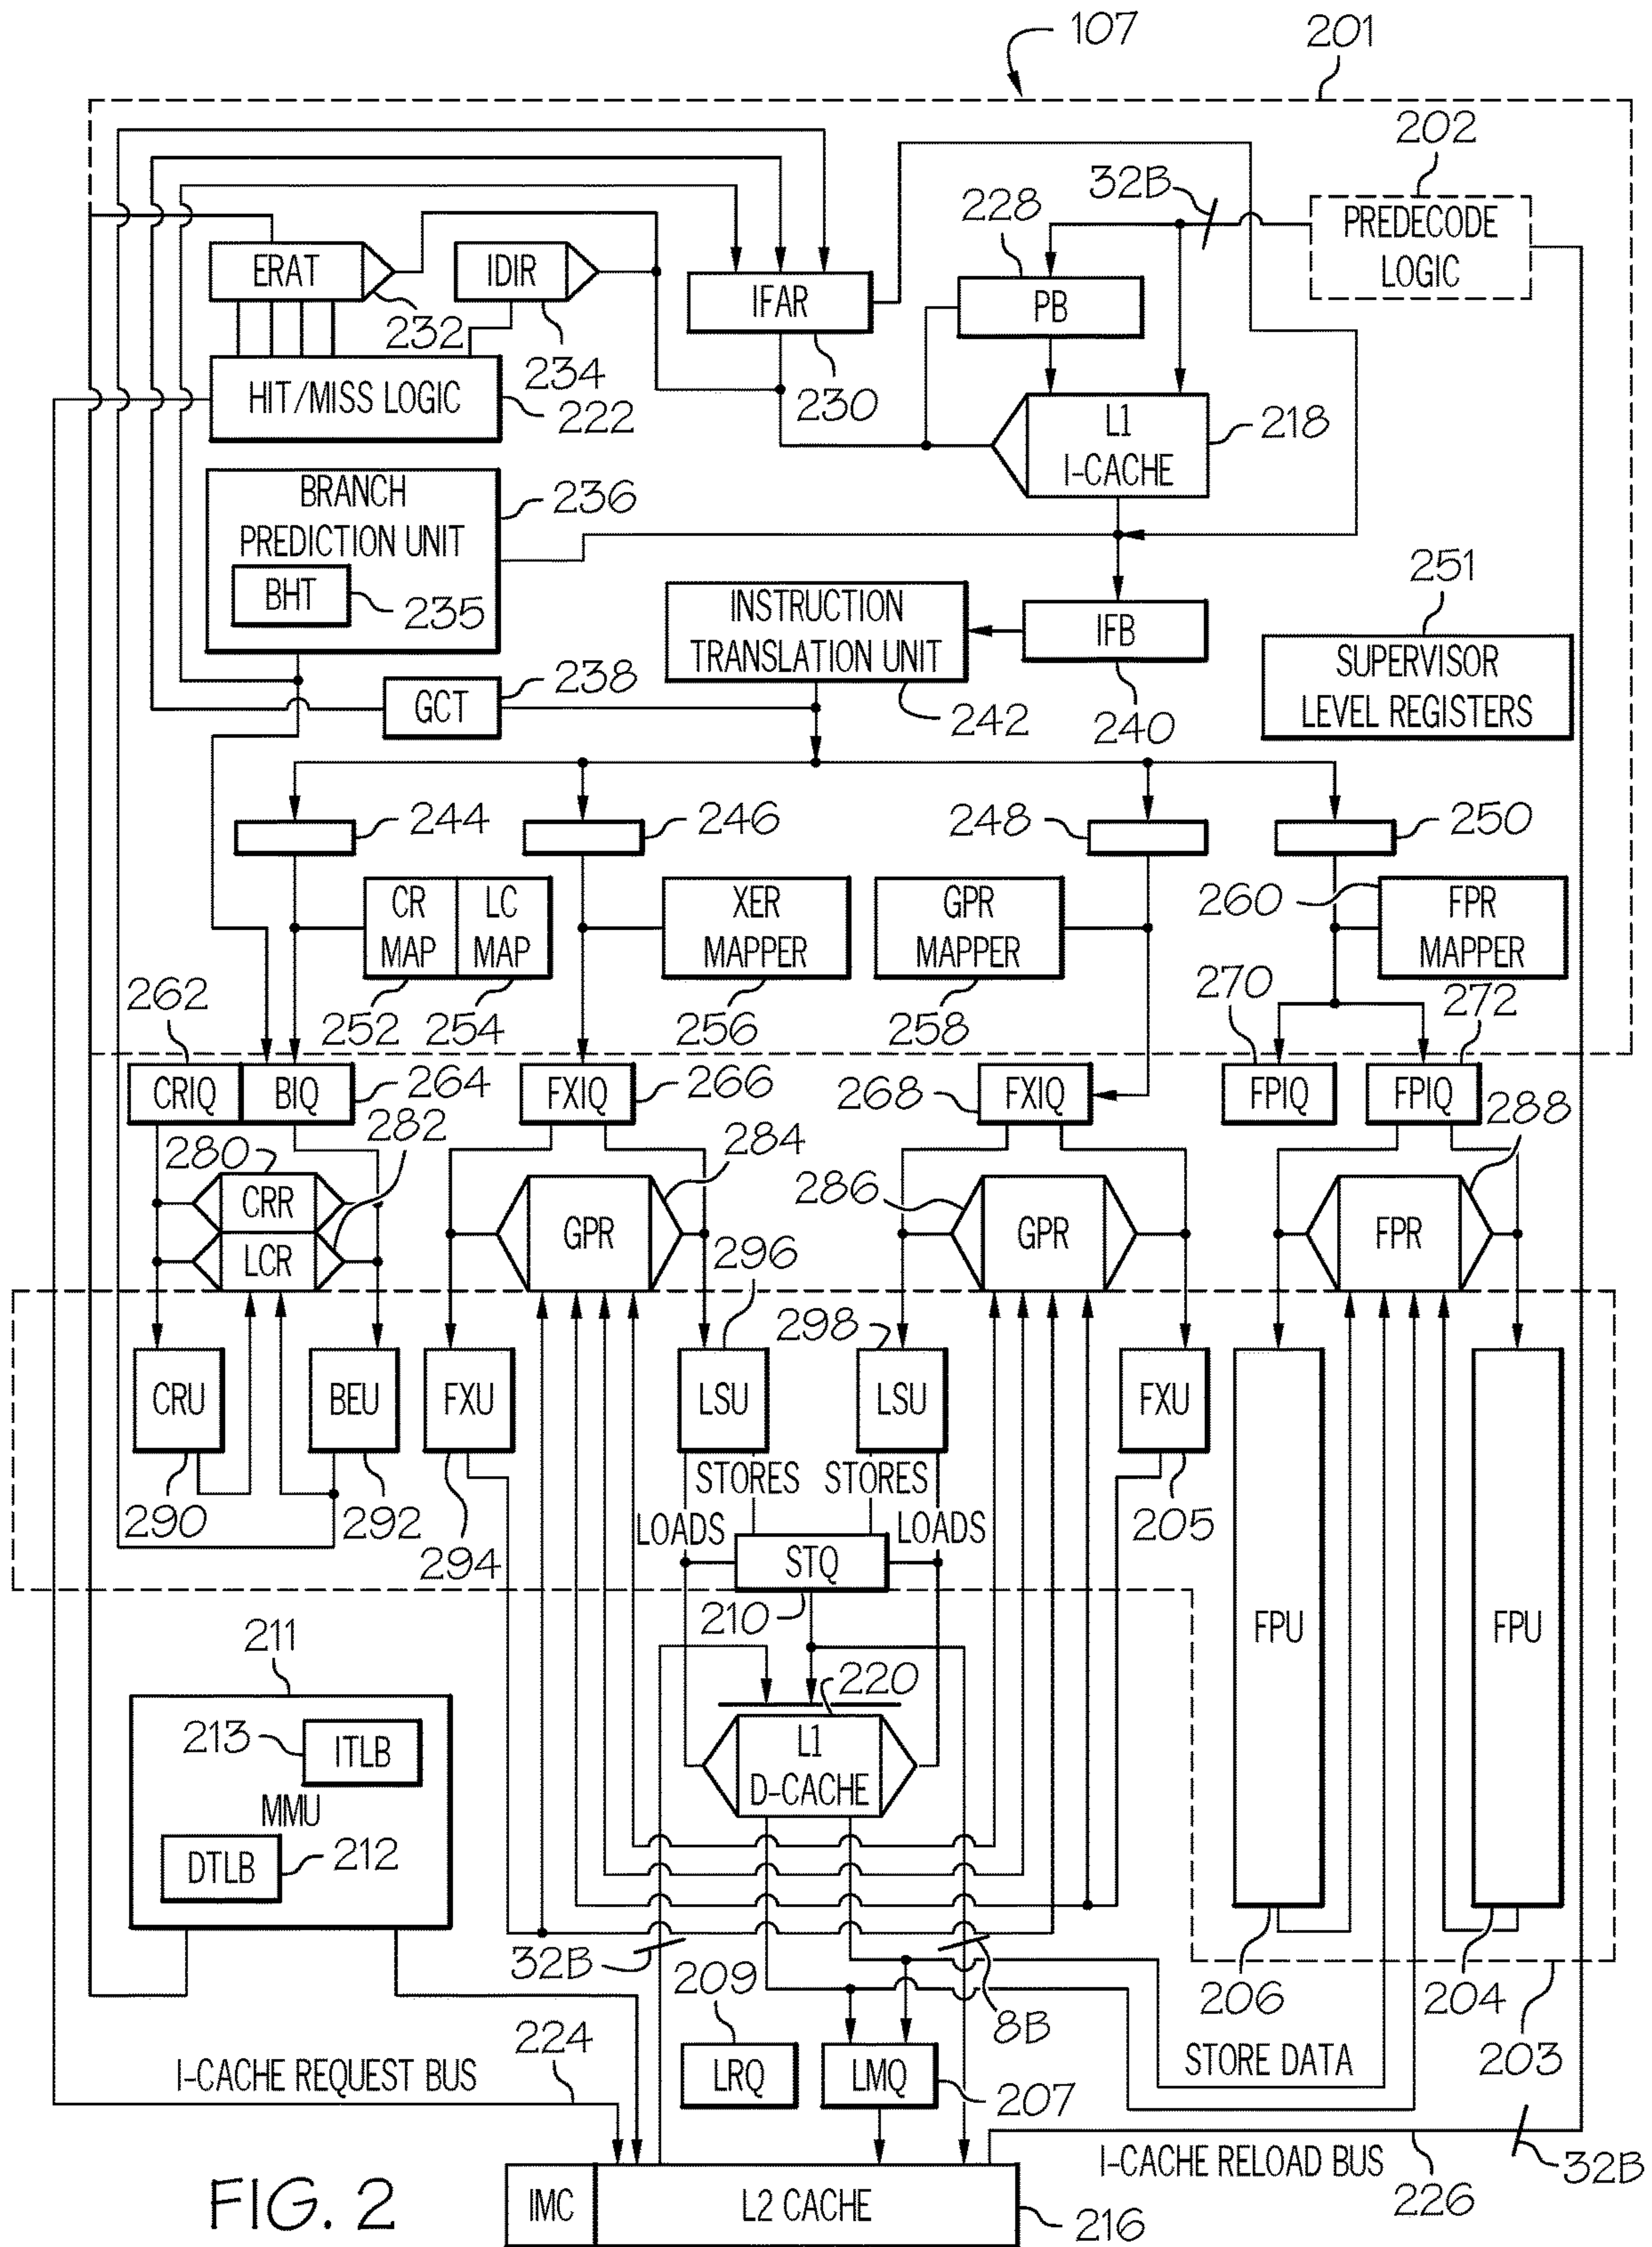 107
201
202
32B
PREDECODE
LOGIC
228
PB
ERAT
232
IDIR
234
IFAR
230
HIT/MISS LOGIC
222
L1
I-CACHE
218
BRANCH
PREDICTION UNIT
236
BHT
235
INSTRUCTION
TRANSLATION UNIT
242
IFB
240
251
SUPERVISOR
LEVEL REGISTERS
GCT
238
244
246
248
250
CR
MAP
LC
MAP
252
254
XER
MAPPER
256
GPR
MAPPER
258
260
FPR
MAPPER
262
270
272
CRIQ
BIQ
264
FXIQ
266
268
FXIQ
FPIQ
FPIQ
280
282
284
286
288
CRR
LCR
GPR
GPR
FPR
296
298
CRU
BEU
FXU
LSU
LSU
FXU
290
292
294
STORES
STORES
205
LOADS
LOADS
STQ
210
FPU
FPU
211
213
ITLB
MMU
DTLB
212
220
L1
D-CACHE
32B
8B
206
204
203
209
LRQ
LMQ
207
STORE DATA
224
I-CACHE REQUEST BUS
I-CACHE RELOAD BUS
226
32B
IMC
L2 CACHE
216
FIG. 2